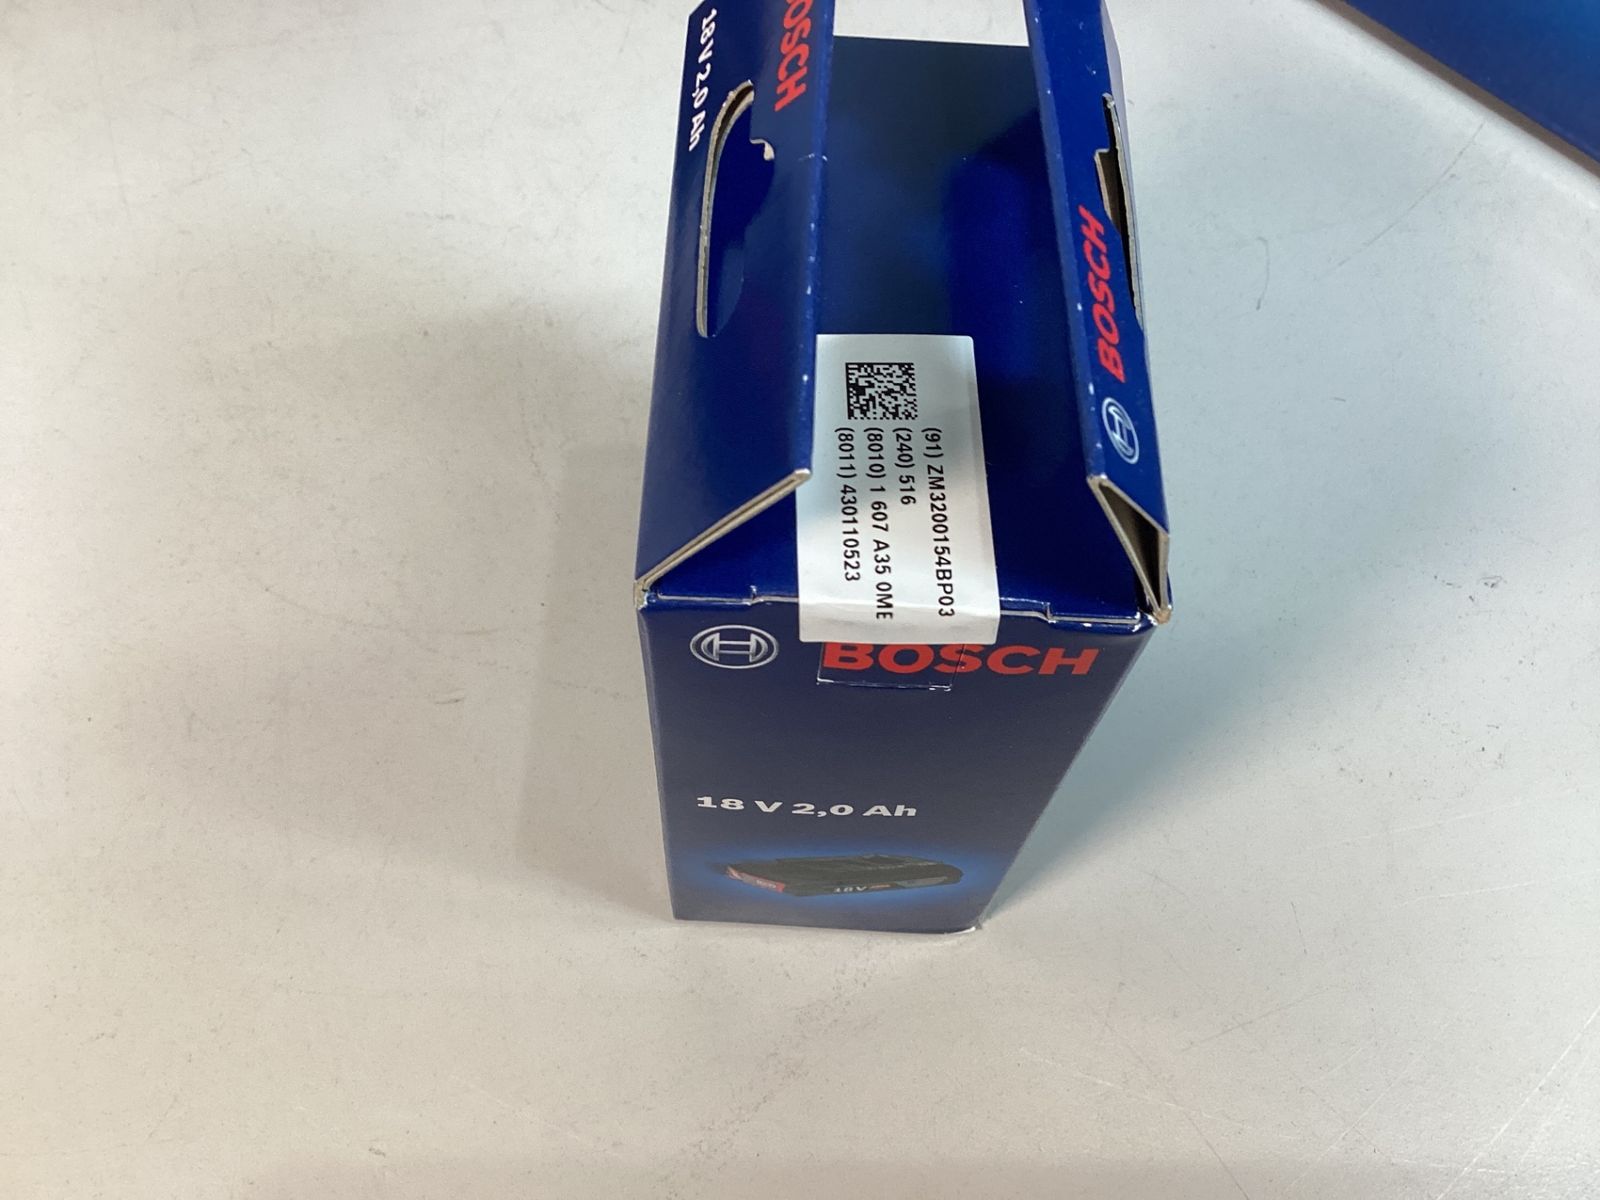 18 V 2,0 Ah
BOSCH
BOSCH
(91) ZM3200154BP03
(240) 516
(8010) 1 607 A35 0ME
(8011) 430110523
BOSCH
18 V 2,0 Ah
18V